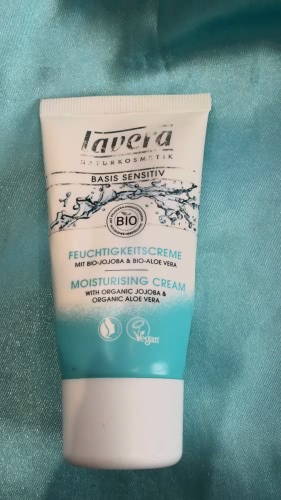 lavera
NATURKOSMETIK
BASIS SENSITIV
BIO
FEUCHTIGKEITSCREME
MIT BIO-JOJOBA & BIO-ALOE VERA
MOISTURISING CREAM
WITH ORGANIC JOJOBA &
ORGANIC ALOE VERA
Vegan